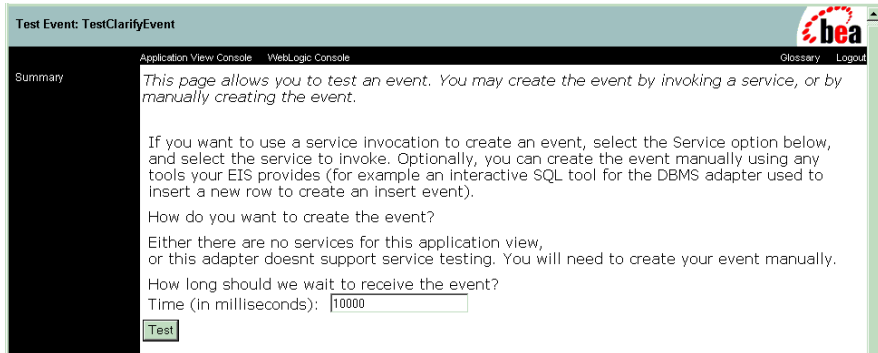 Test Event: TestClarifyEvent
bea
Application View Console WebLogic Console Glossary Logout
Summary
This page allows you to test an event. You may create the event by invoking a service, or by
manually creating the event.
If you want to use a service invocation to create an event, select the Service option below,
and select the service to invoke. Optionally, you can create the event manually using any
tools your EIS provides (for example an interactive SQL tool for the DBMS adapter used to
insert a new row to create an insert event).
How do you want to create the event?
Either there are no services for this application view,
or this adapter doesnt support service testing. You will need to create your event manually.
How long should we wait to receive the event?
Time (in milliseconds): 10000
Test